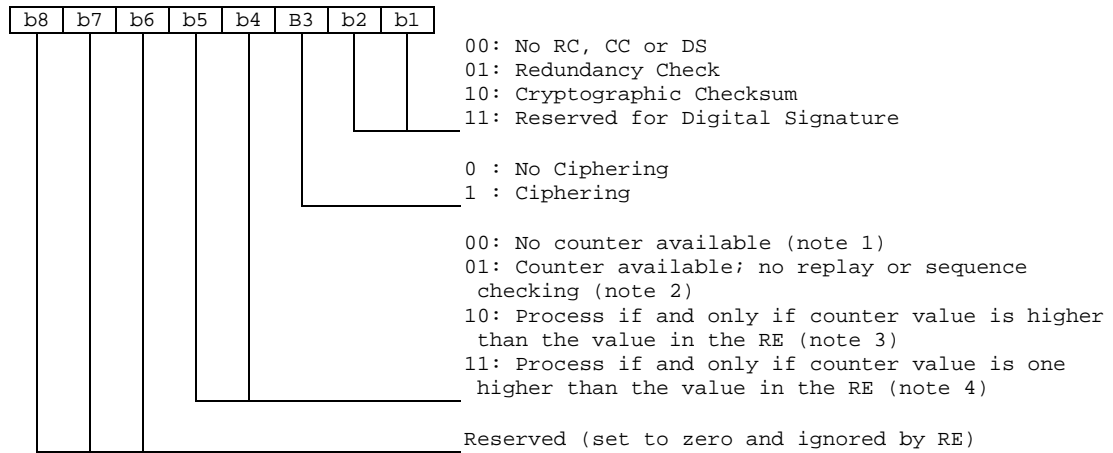 b8 b7 b6 b5 b4 B3 b2 b1
00: No RC, CC or DS
01: Redundancy Check
10: Cryptographic Checksum
11: Reserved for Digital Signature
0 : No Ciphering
1 : Ciphering
00: No counter available (note 1)
01: Counter available; no replay or sequence
checking (note 2)
10: Process if and only if counter value is higher
than the value in the RE (note 3)
11: Process if and only if counter value is one
higher than the value in the RE (note 4)
Reserved (set to zero and ignored by RE)